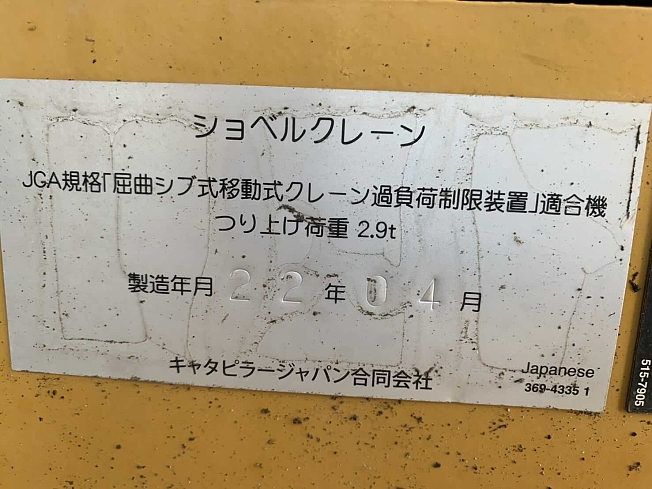 ショベルクレーン
JCA規格「屈曲ジブ式移動式クレーン過負荷制限装置」適合機
つり上げ荷重 2.9t
製造年月 22年04月
キャタピラージャパン合同会社
Japanese
369-4335 1
515-7905